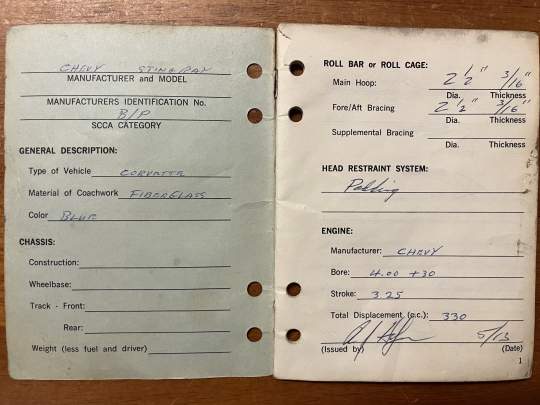 CHEVY STING RAY
MANUFACTURER and MODEL
MANUFACTURERS IDENTIFICATION No.
B/P
SCCA CATEGORY
GENERAL DESCRIPTION:
Type of Vehicle CORVETTE
Material of Coachwork FIBERGLASS
Color BLUE
CHASSIS:
Construction:
Wheelbase:
Track - Front:
Rear:
Weight (less fuel and driver)
ROLL BAR or ROLL CAGE:
Main Hoop: 2 1/2" 3/16"
Dia. Thickness
Fore/Aft Bracing 2 1/2" 3/16"
Dia. Thickness
Supplemental Bracing
Dia. Thickness
HEAD RESTRAINT SYSTEM:
Padding
ENGINE:
Manufacturer: CHEVY
Bore: 4.00 +30
Stroke: 3.25
Total Displacement (c.c.): 330
5/13
(Issued by) (Date)
1